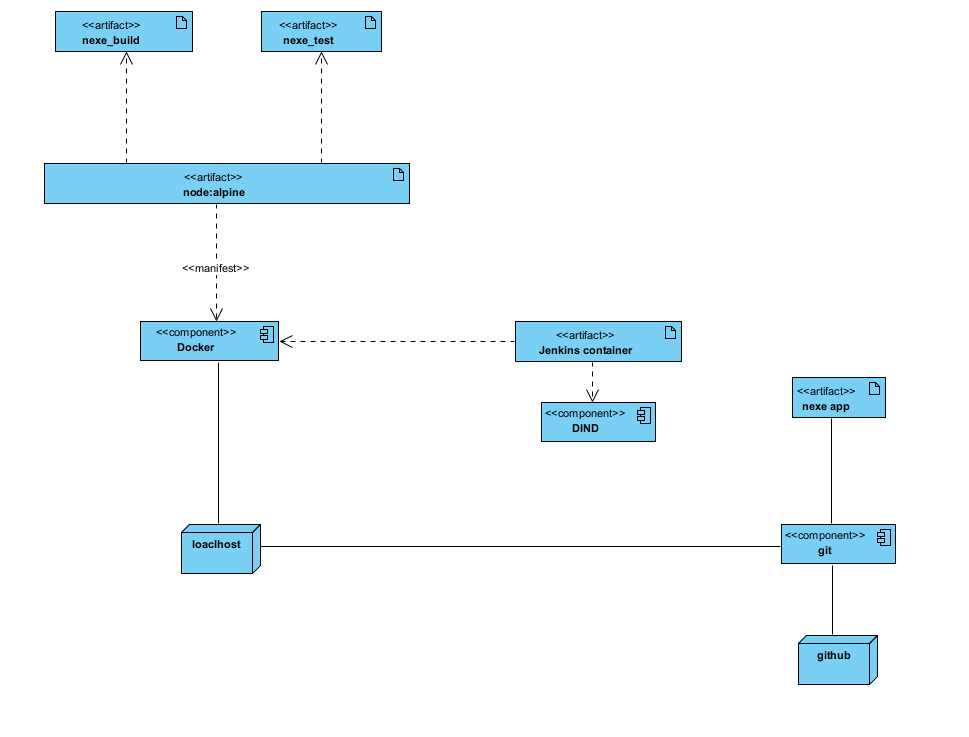 <<artifact>>
nexe_build
<<artifact>>
nexe_test
<<artifact>>
node:alpine
<<manifest>>
<<component>>
Docker
<<artifact>>
Jenkins container
<<component>>
DIND
<<artifact>>
nexe app
loaclhost
<<component>>
git
github